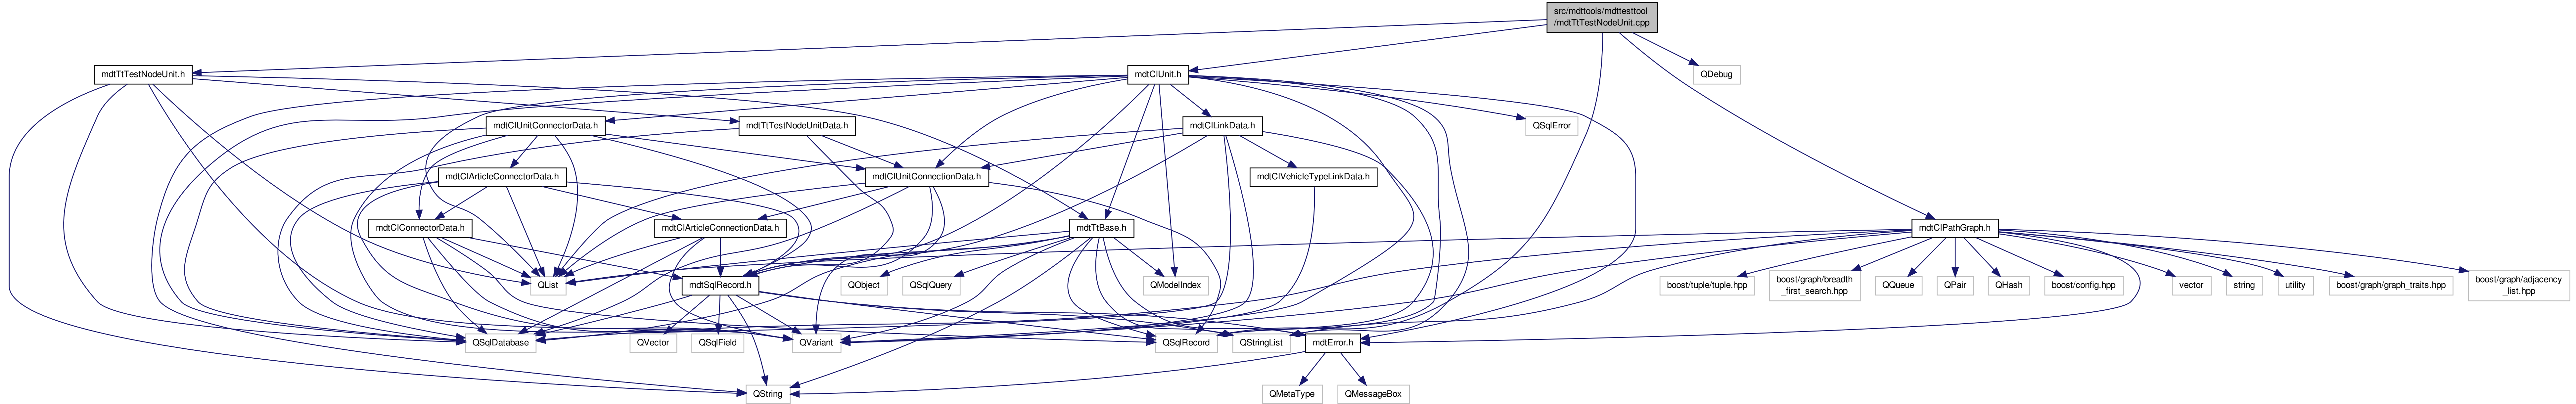 src/mdttools/mdttesttool
/mdtTtTestNodeUnit.cpp
mdtTtTestNodeUnit.h
mdtClUnit.h
QDebug
mdtClUnitConnectorData.h
mdtTtTestNodeUnitData.h
mdtClLinkData.h
QSqlError
mdtClArticleConnectorData.h
mdtClUnitConnectionData.h
mdtClVehicleTypeLinkData.h
mdtClConnectorData.h
mdtClArticleConnectionData.h
mdtTtBase.h
mdtClPathGraph.h
QList
mdtSqlRecord.h
QObject
QSqlQuery
QModelIndex
boost/tuple/tuple.hpp
boost/graph/breadth
_first_search.hpp
QQueue
QPair
QHash
boost/config.hpp
vector
string
utility
boost/graph/graph_traits.hpp
boost/graph/adjacency
_list.hpp
QSqlDatabase
QVector
QSqlField
QVariant
QSqlRecord
QStringList
mdtError.h
QString
QMetaType
QMessageBox